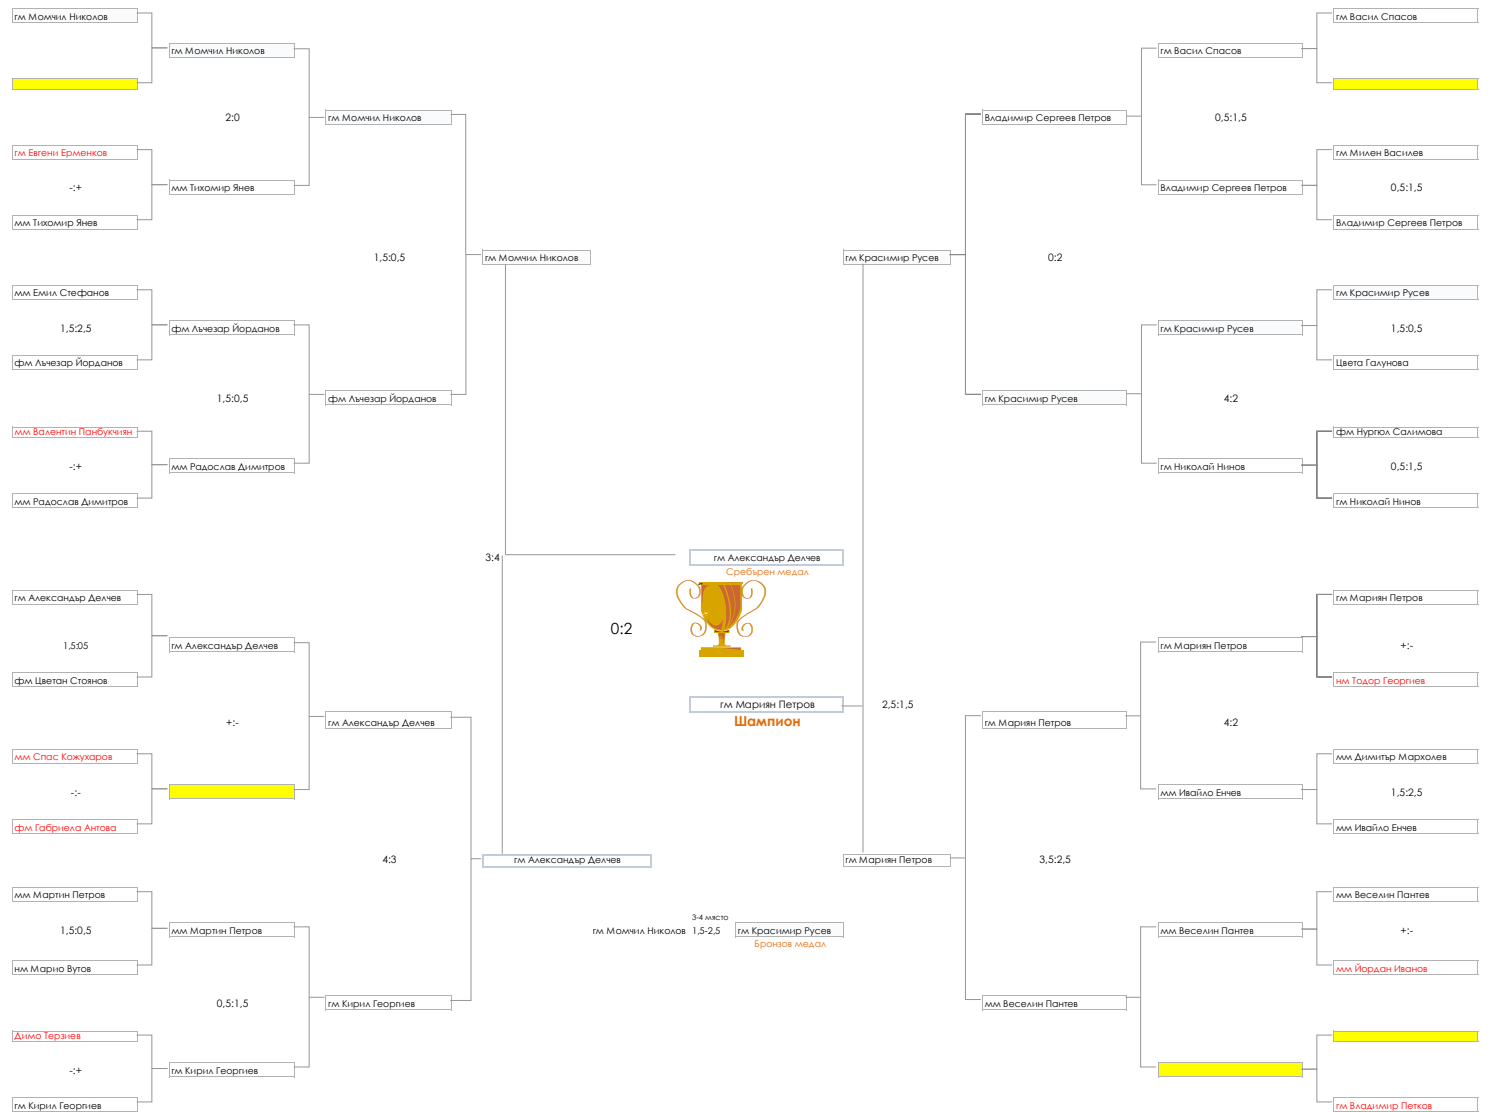 гм Момчил Николов
гм Момчил Николов
2:0
гм Момчил Николов
гм Евгени Ерменков
-:+
мм Тихомир Янев
мм Тихомир Янев
1,5:0,5
гм Момчил Николов
мм Емил Стефанов
1,5:2,5
фм Лъчезар Йорданов
фм Лъчезар Йорданов
1,5:0,5
фм Лъчезар Йорданов
мм Валентин Панбукчиян
-:+
мм Радослав Димитров
мм Радослав Димитров
3:4
гм Александър Делчев
1,5:05
гм Александър Делчев
фм Цветан Стоянов
+:-
гм Александър Делчев
мм Спас Кожухаров
-:-
фм Габриела Антова
4:3
гм Александър Делчев
мм Мартин Петров
1,5:0,5
мм Мартин Петров
нм Марио Вутов
0,5:1,5
гм Кирил Георгиев
Димо Терзиев
-:+
гм Кирил Георгиев
гм Кирил Георгиев
гм Александър Делчев
Сребърен медал
0:2
гм Мариян Петров
Шампион
2,5:1,5
3-4 място
гм Момчил Николов 1,5-2,5 гм Красимир Русев
Бронзов медал
гм Васил Спасов
гм Васил Спасов
Владимир Сергеев Петров
0,5:1,5
гм Милен Василев
Владимир Сергеев Петров
0,5:1,5
Владимир Сергеев Петров
гм Красимир Русев
0:2
гм Красимир Русев
гм Красимир Русев
1,5:0,5
Цвета Галунова
гм Красимир Русев
4:2
фм Нургюл Салимова
гм Николай Нинов
0,5:1,5
гм Николай Нинов
гм Мариян Петров
гм Мариян Петров
+:-
нм Тодор Георгиев
гм Мариян Петров
4:2
мм Димитър Мархолев
мм Ивайло Енчев
1,5:2,5
мм Ивайло Енчев
гм Мариян Петров
3,5:2,5
мм Веселин Пантев
мм Веселин Пантев
+:-
мм Йордан Иванов
мм Веселин Пантев
гм Владимир Петков